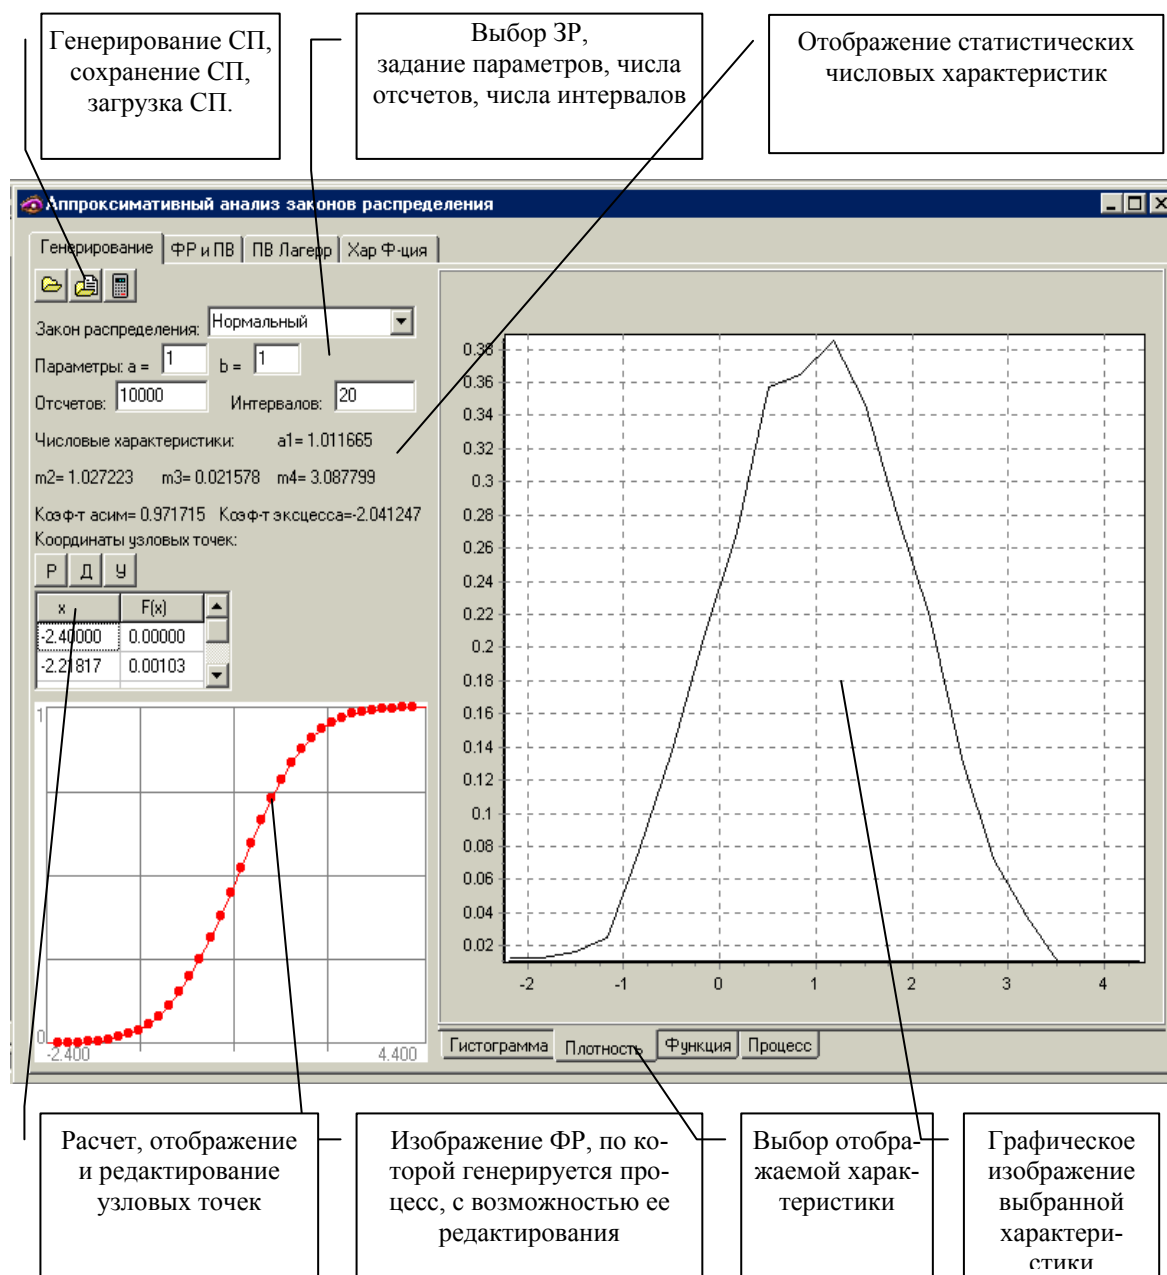 Генерирование СП,
сохранение СП,
загрузка СП.
Выбор ЗР,
задание параметров, числа
отсчетов, числа интервалов
Отображение статистических
числовых характеристик
Аппроксимативный анализ законов распределения
Генерирование ФР и ПВ ПВ Лагерр Хар Ф-ция
Закон распределения: Нормальный
Параметры: a = 1 b = 1
Отсчетов: 10000 Интервалов: 20
Числовые характеристики: a1= 1.011665
m2= 1.027223 m3= 0.021578 m4= 3.087799
Коэф-т асим= 0.971715 Коэф-т эксцесса=-2.041247
Координаты узловых точек:
Р Д У
x F(x)
-2.40000 0.00000
-2.21817 0.00103
1
0
-2.400 4.400
0.38
0.36
0.34
0.32
0.3
0.28
0.26
0.24
0.22
0.2
0.18
0.16
0.14
0.12
0.1
0.08
0.06
0.04
0.02
-2 -1 0 1 2 3 4
Гистограмма Плотность Функция Процесс
Расчет, отображение
и редактирование
узловых точек
Изображение ФР, по ко-
торой генерируется про-
цесс, с возможностью ее
редактирования
Выбор отобра-
жаемой харак-
теристики
Графическое
изображение
выбранной
характери-
стики